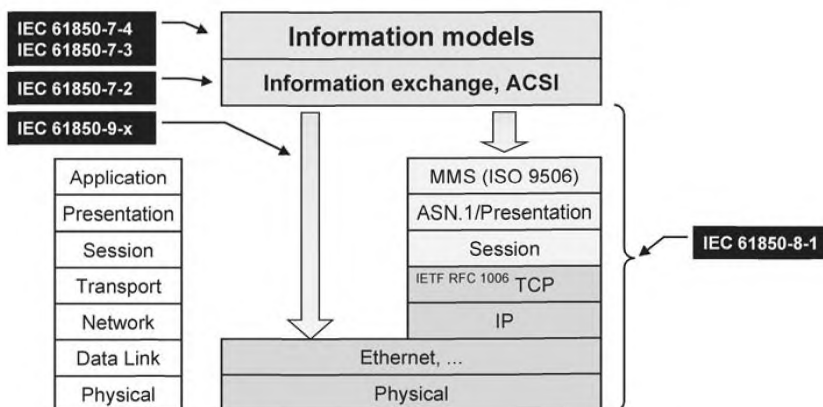 IEC 61850-7-4
IEC 61850-7-3
IEC 61850-7-2
IEC 61850-9-x
Information models
Information exchange, ACSI
Application
Presentation
Session
Transport
Network
Data Link
Physical
MMS (ISO 9506)
ASN.1/Presentation
Session
IETF RFC 1006 TCP
IP
Ethernet, ...
Physical
IEC 61850-8-1